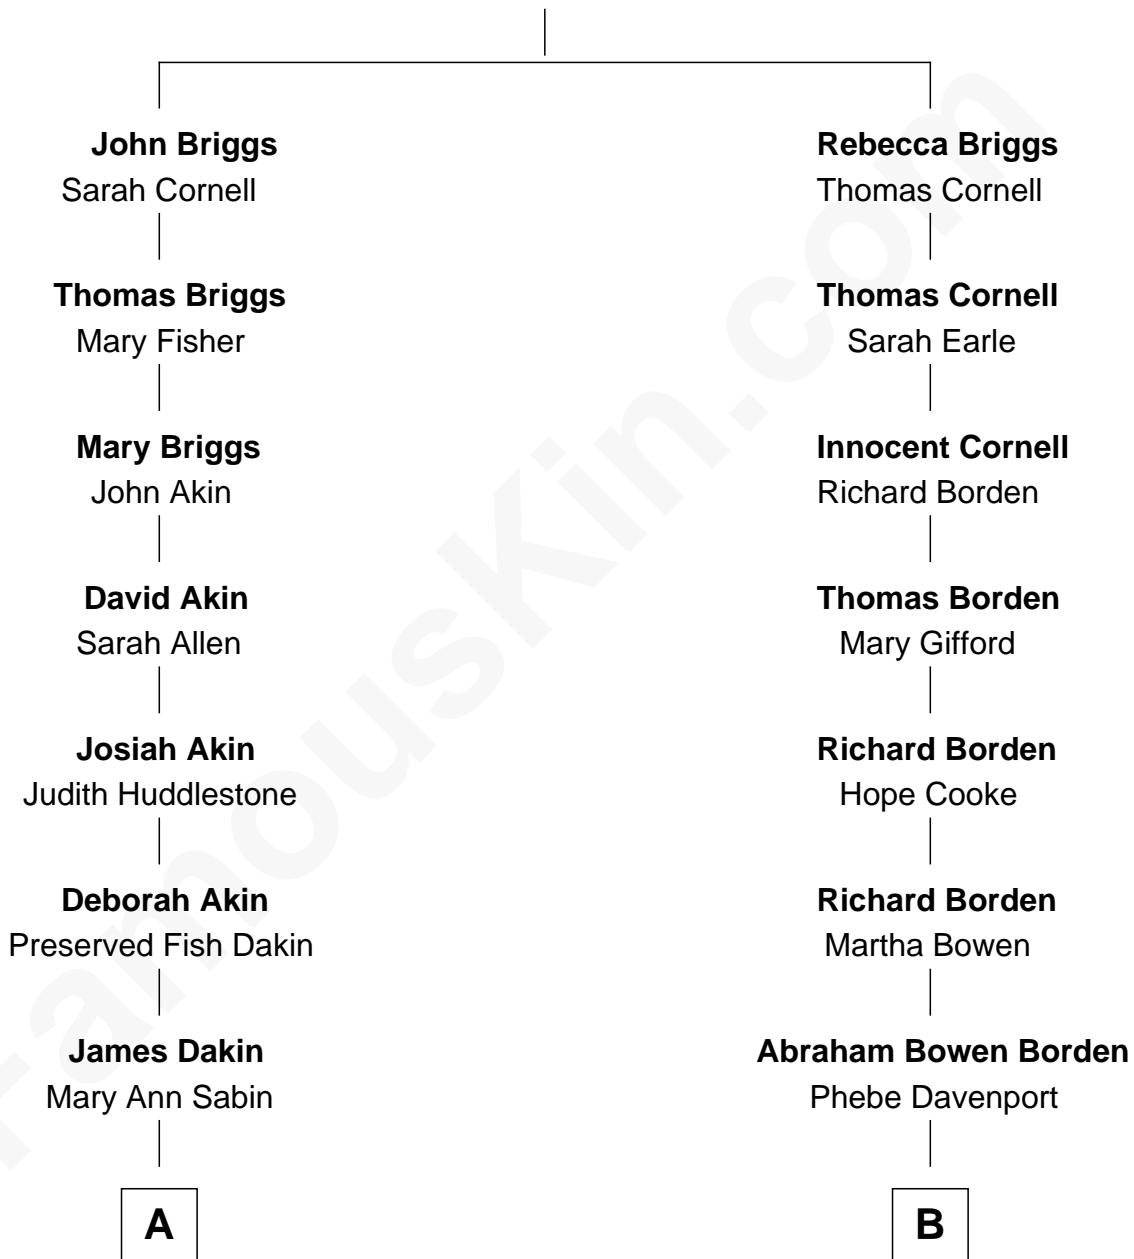 John Briggs
Sarah Cornell
Thomas Briggs
Mary Fisher
Mary Briggs
John Akin
David Akin
Sarah Allen
Josiah Akin
Judith Huddlestone
Deborah Akin
Preserved Fish Dakin
James Dakin
Mary Ann Sabin
A
Rebecca Briggs
Thomas Cornell
Thomas Cornell
Sarah Earle
Innocent Cornell
Richard Borden
Thomas Borden
Mary Gifford
Richard Borden
Hope Cooke
Richard Borden
Martha Bowen
Abraham Bowen Borden
Phebe Davenport
B
FamousKin.com